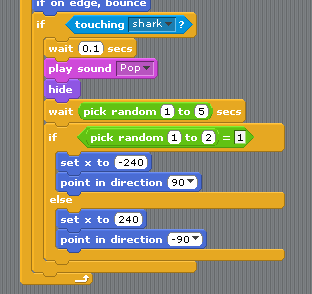 if on edge, bounce
if touching shark ?
wait 0.1 secs
play sound Pop
hide
wait pick random 1 to 5 secs
if pick random 1 to 2 = 1
set x to -240
point in direction 90
else
set x to 240
point in direction -90